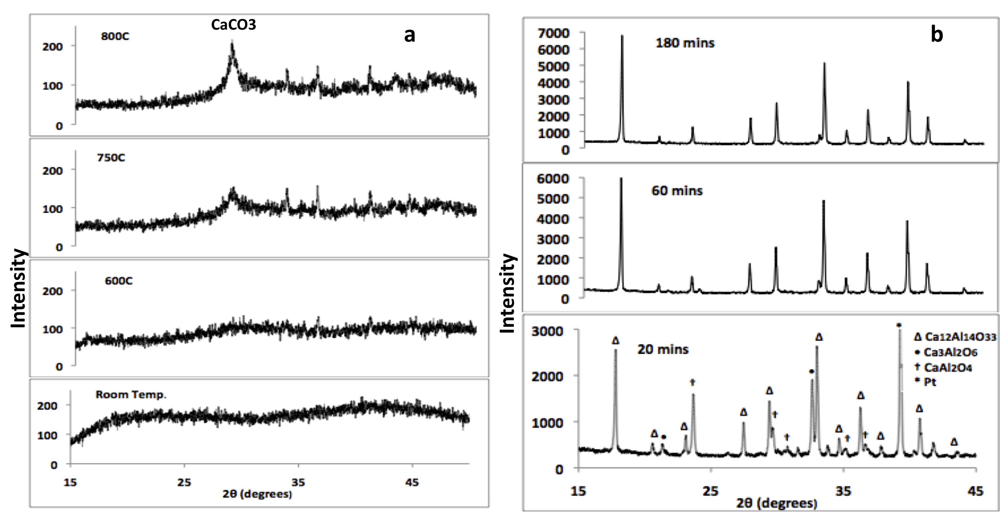 CaCO3
a
800C
200
100
0
750C
200
100
0
600C
200
100
0
Room Temp.
200
100
0
15 25 35 45
2θ (degrees)
Intensity
b
180 mins
7000
6000
5000
4000
3000
2000
1000
0
60 mins
6000
5000
4000
3000
2000
1000
0
20 mins
3000
2000
1000
0
Δ Ca12Al14O33
• Ca3Al2O6
† CaAl2O4
* Pt
15 25 35 45
2θ (degrees)
Intensity